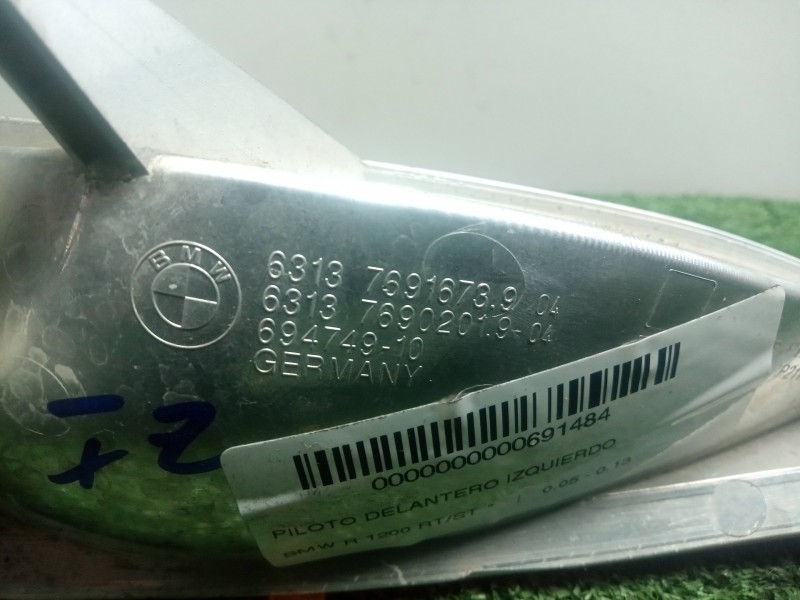 BMW
6313 7691673.9 04
6313 7690201.9-04
694749-10
GERMANY
0000000000691484
PILOTO DELANTERO IZQUIERDO
BMW R 1200 RT/ST - | 0.05 - 0.13